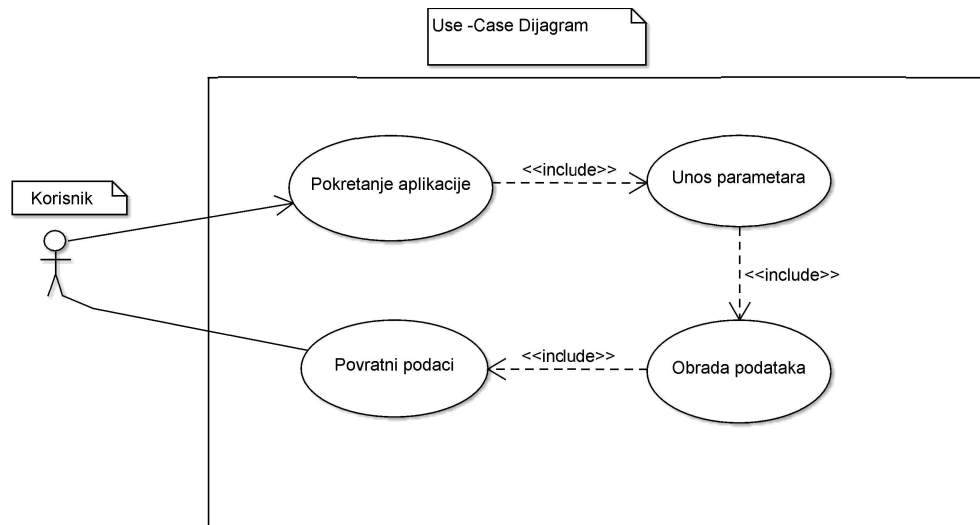 Use -Case Dijagram
Korisnik
Pokretanje aplikacije
<<include>>
Unos parametara
<<include>>
Povratni podaci
<<include>>
Obrada podataka